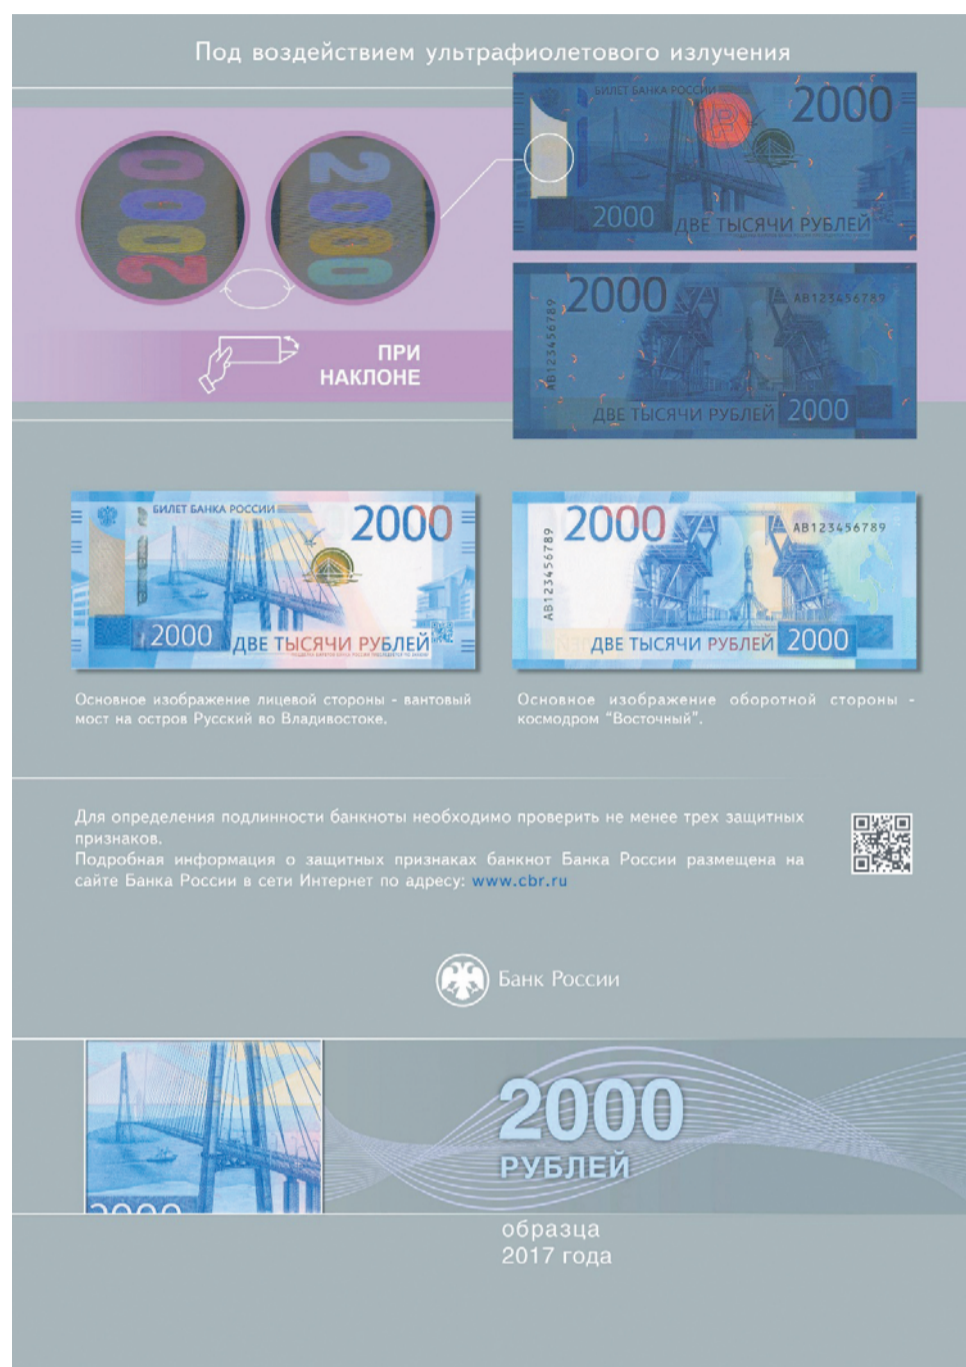 Под воздействием ультрафиолетового излучения
2000
2000
БИЛЕТ БАНКА РОССИИ
2000
2000
ДВЕ ТЫСЯЧИ РУБЛЕЙ
2000
АВ123456789
АВ123456789
ДВЕ ТЫСЯЧИ РУБЛЕЙ
2000
ПРИ
НАКЛОНЕ
БИЛЕТ БАНКА РОССИИ
2000
2000
ДВЕ ТЫСЯЧИ РУБЛЕЙ
2000
АВ123456789
АВ123456789
ДВЕ ТЫСЯЧИ РУБЛЕЙ
2000
Основное изображение лицевой стороны - вантовый
мост на остров Русский во Владивостоке.
Основное изображение оборотной стороны -
космодром "Восточный".
Для определения подлинности банкноты необходимо проверить не менее трех защитных
признаков.
Подробная информация о защитных признаках банкнот Банка России размещена на
сайте Банка России в сети Интернет по адресу: www.cbr.ru
Банк России
2000
2000
РУБЛЕЙ
образца
2017 года